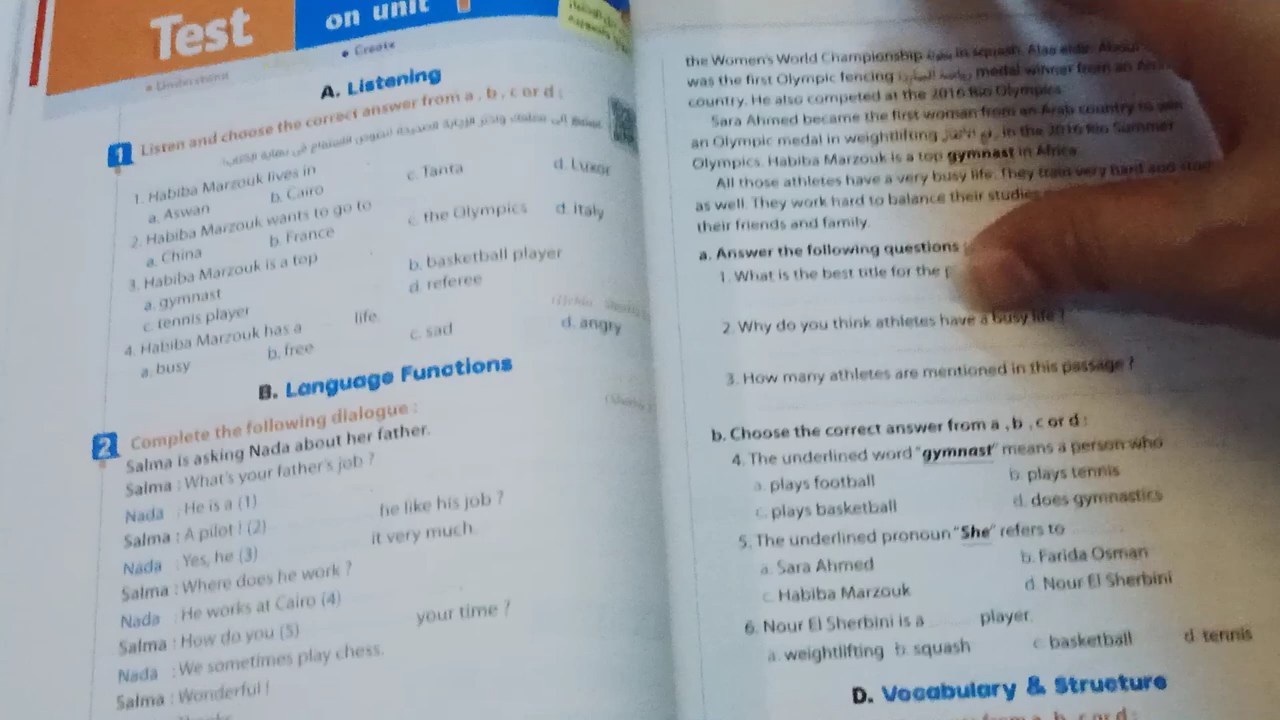 Test
on unit
• Create
• Understand
A. Listening
1 Listen and choose the correct answer from a , b , c or d :
1. Habiba Marzouk lives in
a. Aswan b. Cairo c. Tanta d. Luxor
2. Habiba Marzouk wants to go to
a. China b. France c. the Olympics d. Italy
3. Habiba Marzouk is a top
a. gymnast b. basketball player
c. tennis player d. referee
4. Habiba Marzouk has a life.
a. busy b. free c. sad d. angry
B. Language Functions
2 Complete the following dialogue :
Salma is asking Nada about her father.
Salma : What's your father's job ?
Nada : He is a (1)
Salma : A pilot ! (2) he like his job ?
Nada : Yes, he (3) it very much.
Salma : Where does he work ?
Nada : He works at Cairo (4)
Salma : How do you (5) your time ?
Nada : We sometimes play chess.
Salma : Wonderful !
the Women's World Championship in squash. Alaa eldin
was the first Olympic fencing medal winner from an
country. He also competed at the 2016 Rio Olympics.
Sara Ahmed became the first woman from an Arab country to win
an Olympic medal in weightlifting in the 2016 Rio Summer
Olympics. Habiba Marzouk is a top gymnast in Africa.
All those athletes have a very busy life. They train very hard and
as well. They work hard to balance their studies
their friends and family.
a. Answer the following questions :
1. What is the best title for the
2. Why do you think athletes have a busy life ?
3. How many athletes are mentioned in this passage ?
b. Choose the correct answer from a , b , c or d :
4. The underlined word "gymnast" means a person who
a. plays football b. plays tennis
c. plays basketball d. does gymnastics
5. The underlined pronoun "She" refers to
a. Sara Ahmed b. Farida Osman
c. Habiba Marzouk d. Nour El Sherbini
6. Nour El Sherbini is a player.
a. weightlifting b. squash c. basketball d. tennis
D. Vocabulary & Structure